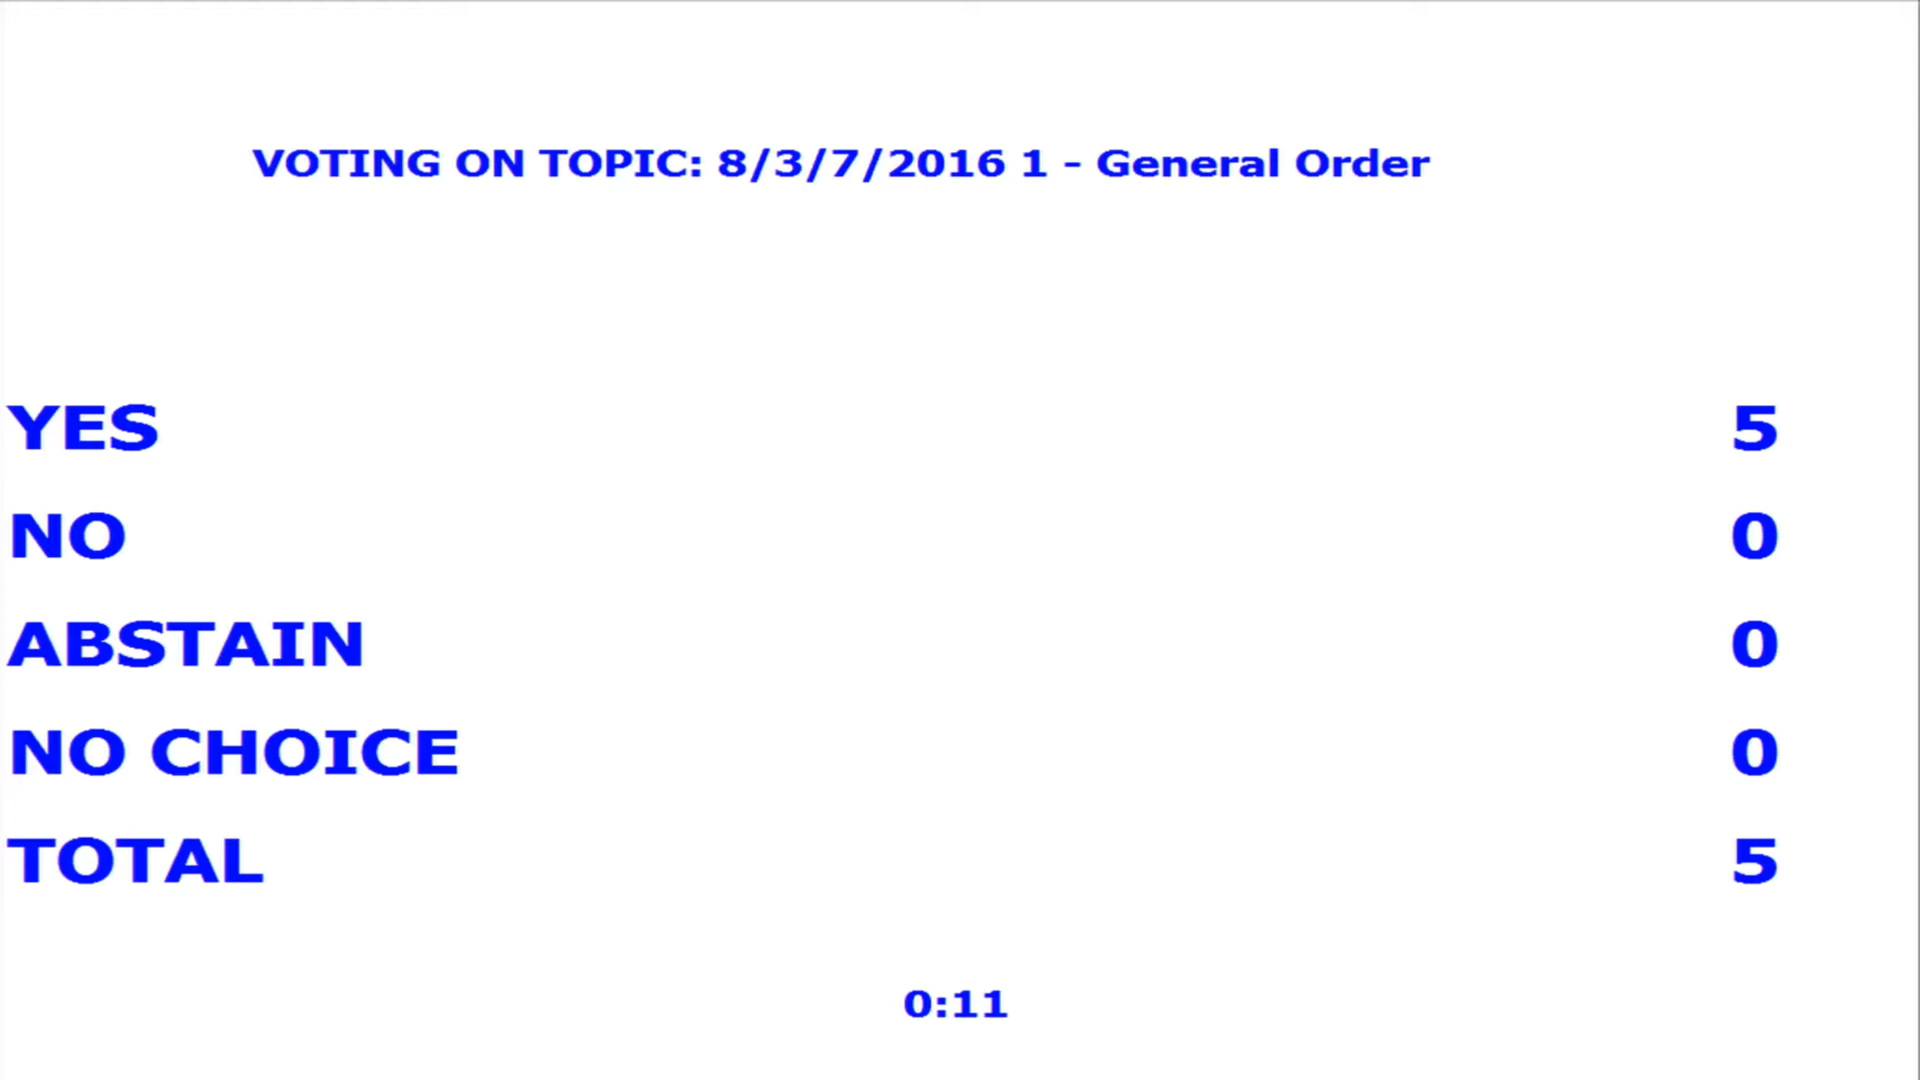 VOTING ON TOPIC: 8/3/7/2016 1 - General Order
YES 5
NO 0
ABSTAIN 0
NO CHOICE 0
TOTAL 5
0:11